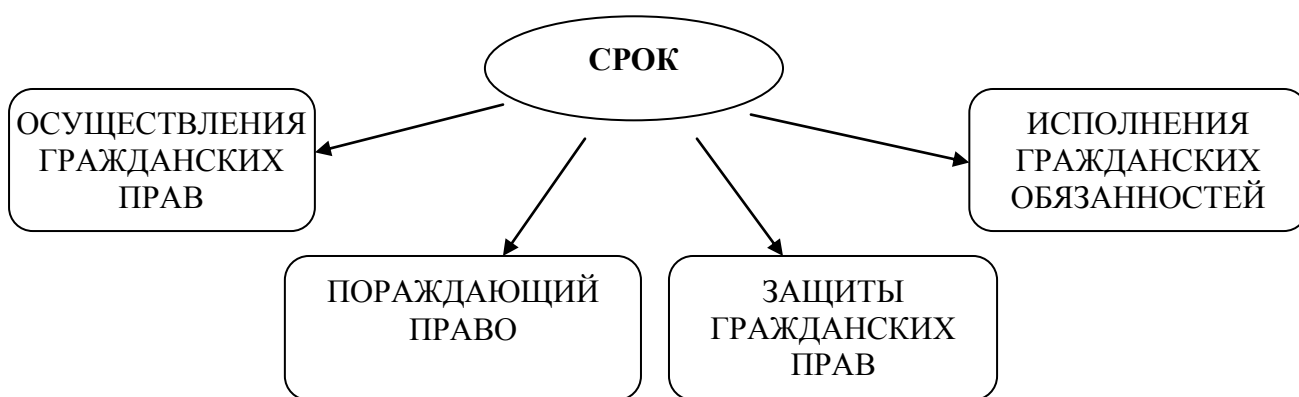 СРОК
ОСУЩЕСТВЛЕНИЯ
ГРАЖДАНСКИХ
ПРАВ
ПОРАЖДАЮЩИЙ
ПРАВО
ЗАЩИТЫ
ГРАЖДАНСКИХ
ПРАВ
ИСПОЛНЕНИЯ
ГРАЖДАНСКИХ
ОБЯЗАННОСТЕЙ